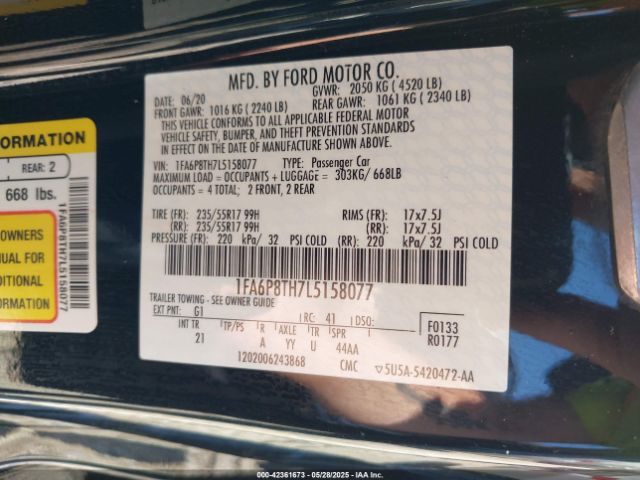 MFD. BY FORD MOTOR CO.
DATE: 06/20 GVWR: 2050 KG ( 4520 LB)
FRONT GAWR: 1016 KG ( 2240 LB) REAR GAWR: 1061 KG ( 2340 LB)
THIS VEHICLE CONFORMS TO ALL APPLICABLE FEDERAL MOTOR
VEHICLE SAFETY, BUMPER, AND THEFT PREVENTION STANDARDS
IN EFFECT ON THE DATE OF MANUFACTURE SHOWN ABOVE.
VIN: 1FA6P8TH7L5158077 TYPE: Passenger Car
MAXIMUM LOAD = OCCUPANTS + LUGGAGE = 303KG/ 668LB
OCCUPANTS = 4 TOTAL; 2 FRONT, 2 REAR
TIRE (FR): 235/55R17 99H RIMS (FR): 17x7.5J
(RR): 235/55R17 99H (RR): 17x7.5J
PRESSURE (FR): 220 kPa/ 32 PSI COLD (RR): 220 kPa/ 32 PSI COLD
1FA6P8TH7L5158077
TRAILER TOWING - SEE OWNER GUIDE
EXT PNT: G1 RC: 41 DSO:
INT TR TP/PS R AXLE TR SPR
21 A YY U 44AA
F0133
R0177
1202006243868 CMC ▽5U5A-5420472-AA
FORMATION
REAR: 2
668 lbs.
OWNERS
NUAL FOR
DITIONAL
ORMATION
1FA6P8TH7L5158077
000-42361673 - 05/28/2025 - IAA Inc.